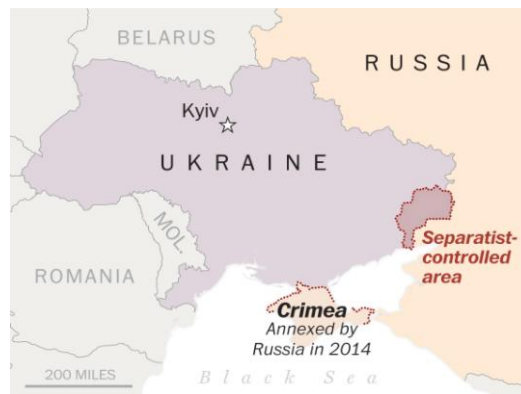 BELARUS
RUSSIA
Kyiv
UKRAINE
MOL.
Separatist-
controlled
area
ROMANIA
Crimea
Annexed by
Russia in 2014
200 MILES
Black Sea